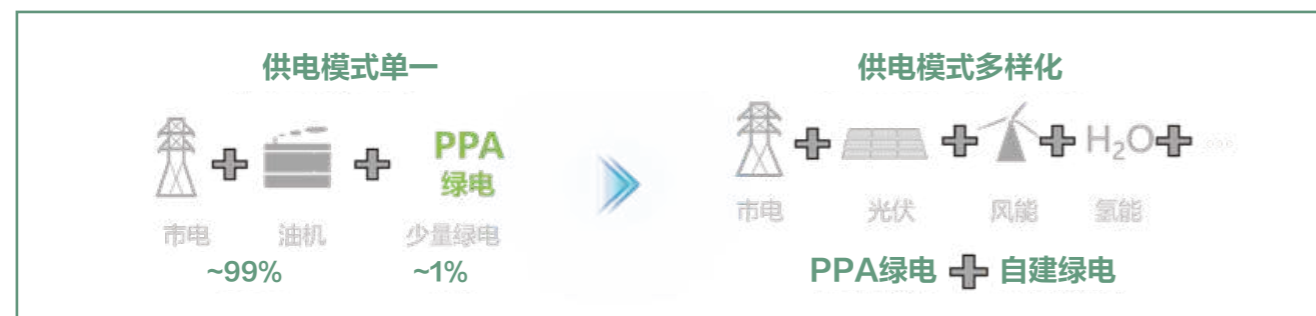 供电模式单一
PPA
绿电
市电 油机 少量绿电
~99% ~1%
供电模式多样化
H₂O ...
市电 光伏 风能 氢能
PPA绿电 自建绿电